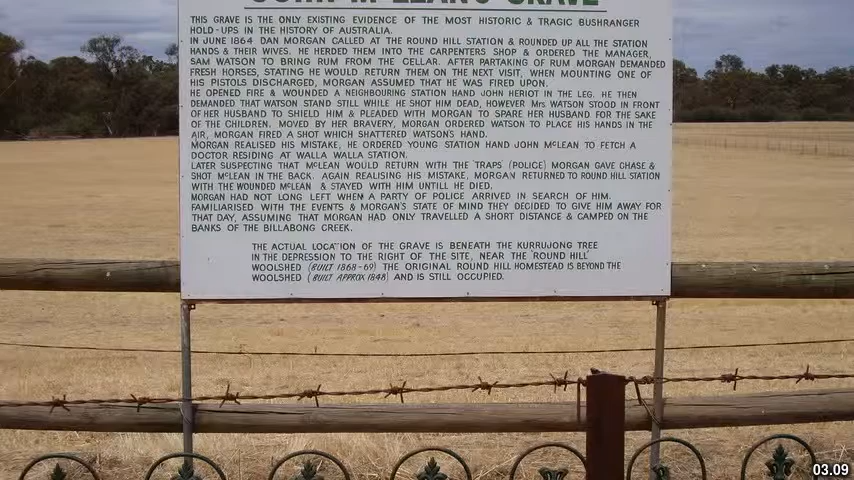 THIS GRAVE IS THE ONLY EXISTING EVIDENCE OF THE MOST HISTORIC & TRAGIC BUSHRANGER
HOLD-UPS IN THE HISTORY OF AUSTRALIA.
IN JUNE 1864 DAN MORGAN CALLED AT THE ROUND HILL STATION & ROUNDED UP ALL THE STATION
HANDS & THEIR WIVES. HE HERDED THEM INTO THE CARPENTERS SHOP & ORDERED THE MANAGER,
SAM WATSON TO BRING RUM FROM THE CELLAR. AFTER PARTAKING OF RUM MORGAN DEMANDED
FRESH HORSES, STATING HE WOULD RETURN THEM ON THE NEXT VISIT, WHEN MOUNTING ONE OF
HIS PISTOLS DISCHARGED, MORGAN ASSUMED THAT HE WAS FIRED UPON.
HE OPENED FIRE & WOUNDED A NEIGHBOURING STATION HAND JOHN HERIOT IN THE LEG. HE THEN
DEMANDED THAT WATSON STAND STILL WHILE HE SHOT HIM DEAD, HOWEVER Mrs WATSON STOOD IN FRONT
OF HER HUSBAND TO SHIELD HIM & PLEADED WITH MORGAN TO SPARE HER HUSBAND FOR THE SAKE
OF THE CHILDREN. MOVED BY HER BRAVERY, MORGAN ORDERED WATSON TO PLACE HIS HANDS IN THE
AIR, MORGAN FIRED A SHOT WHICH SHATTERED WATSON'S HAND.
MORGAN REALISED HIS MISTAKE, HE ORDERED YOUNG STATION HAND JOHN McLEAN TO FETCH A
DOCTOR RESIDING AT WALLA WALLA STATION.
LATER SUSPECTING THAT McLEAN WOULD RETURN WITH THE 'TRAPS' (POLICE) MORGAN GAVE CHASE &
SHOT McLEAN IN THE BACK. AGAIN REALISING HIS MISTAKE, MORGAN RETURNED TO ROUND HILL STATION
WITH THE WOUNDED McLEAN & STAYED WITH HIM UNTILL HE DIED.
MORGAN HAD NOT LONG LEFT WHEN A PARTY OF POLICE ARRIVED IN SEARCH OF HIM.
FAMILIARISED WITH THE EVENTS & MORGAN'S STATE OF MIND THEY DECIDED TO GIVE HIM AWAY FOR
THAT DAY, ASSUMING THAT MORGAN HAD ONLY TRAVELLED A SHORT DISTANCE & CAMPED ON THE
BANKS OF THE BILLABONG CREEK.
THE ACTUAL LOCATION OF THE GRAVE IS BENEATH THE KURRUJONG TREE
IN THE DEPRESSION TO THE RIGHT OF THE SITE, NEAR THE 'ROUND HILL'
WOOLSHED (BUILT 1868-69) THE ORIGINAL ROUND HILL HOMESTEAD IS BEYOND THE
WOOLSHED (BUILT APPROX 1848) AND IS STILL OCCUPIED.
03.09